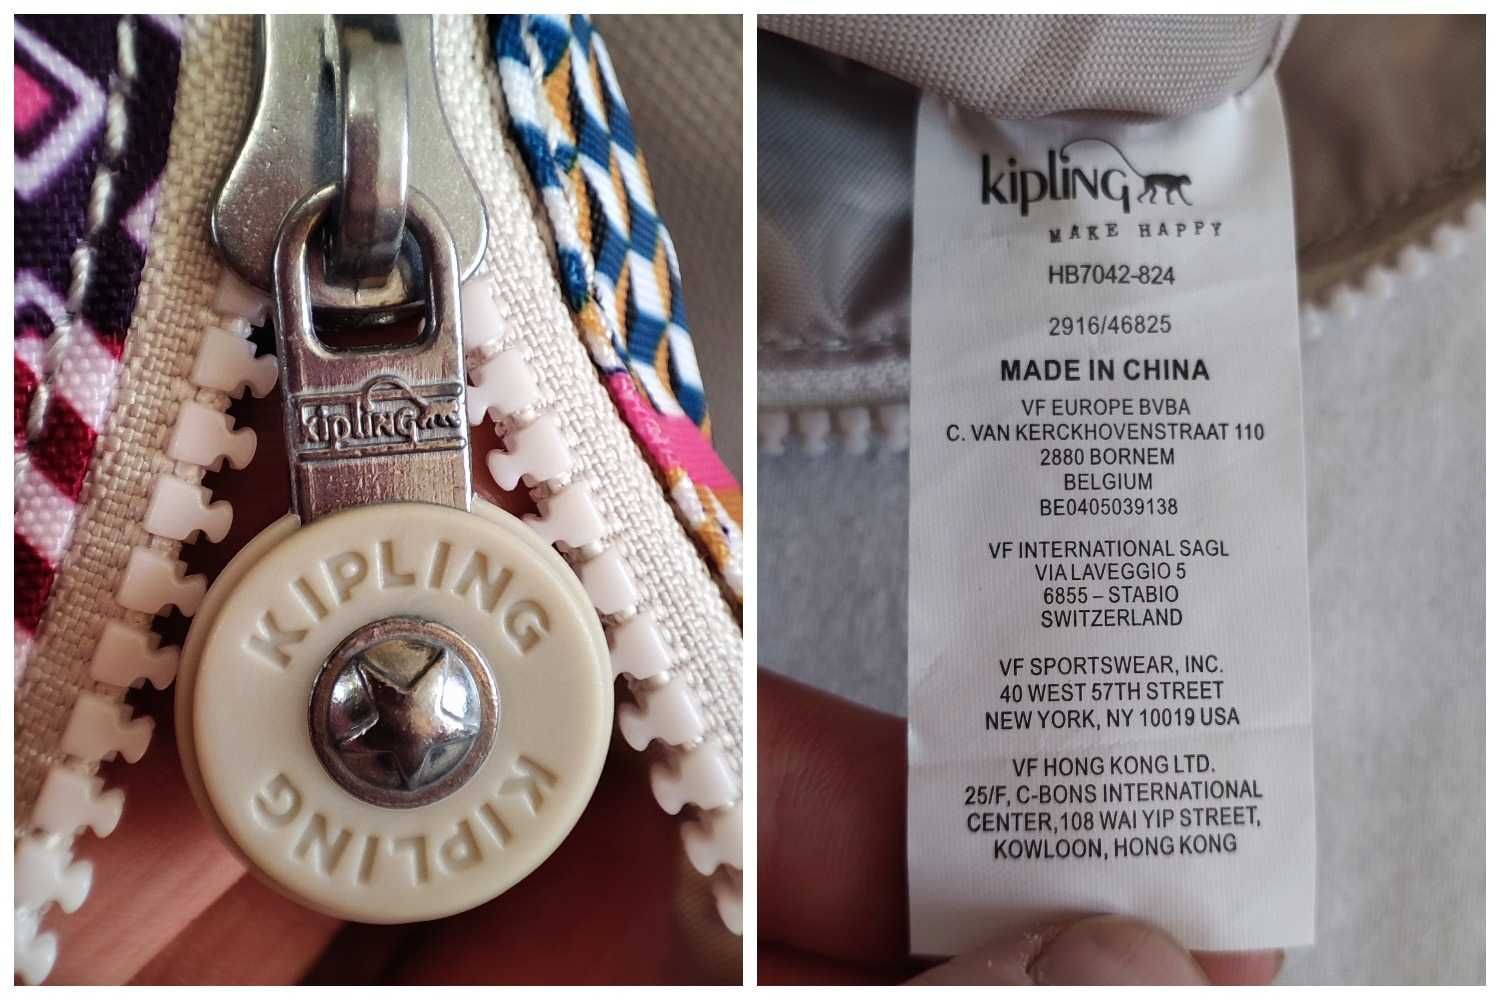 kipling
KIPLING
KIPLING
kipling
MAKE HAPPY
HB7042-824
2916/46825
MADE IN CHINA
VF EUROPE BVBA
C. VAN KERCKHOVENSTRAAT 110
2880 BORNEM
BELGIUM
BE0405039138
VF INTERNATIONAL SAGL
VIA LAVEGGIO 5
6855 – STABIO
SWITZERLAND
VF SPORTSWEAR, INC.
40 WEST 57TH STREET
NEW YORK, NY 10019 USA
VF HONG KONG LTD.
25/F, C-BONS INTERNATIONAL
CENTER,108 WAI YIP STREET,
KOWLOON, HONG KONG